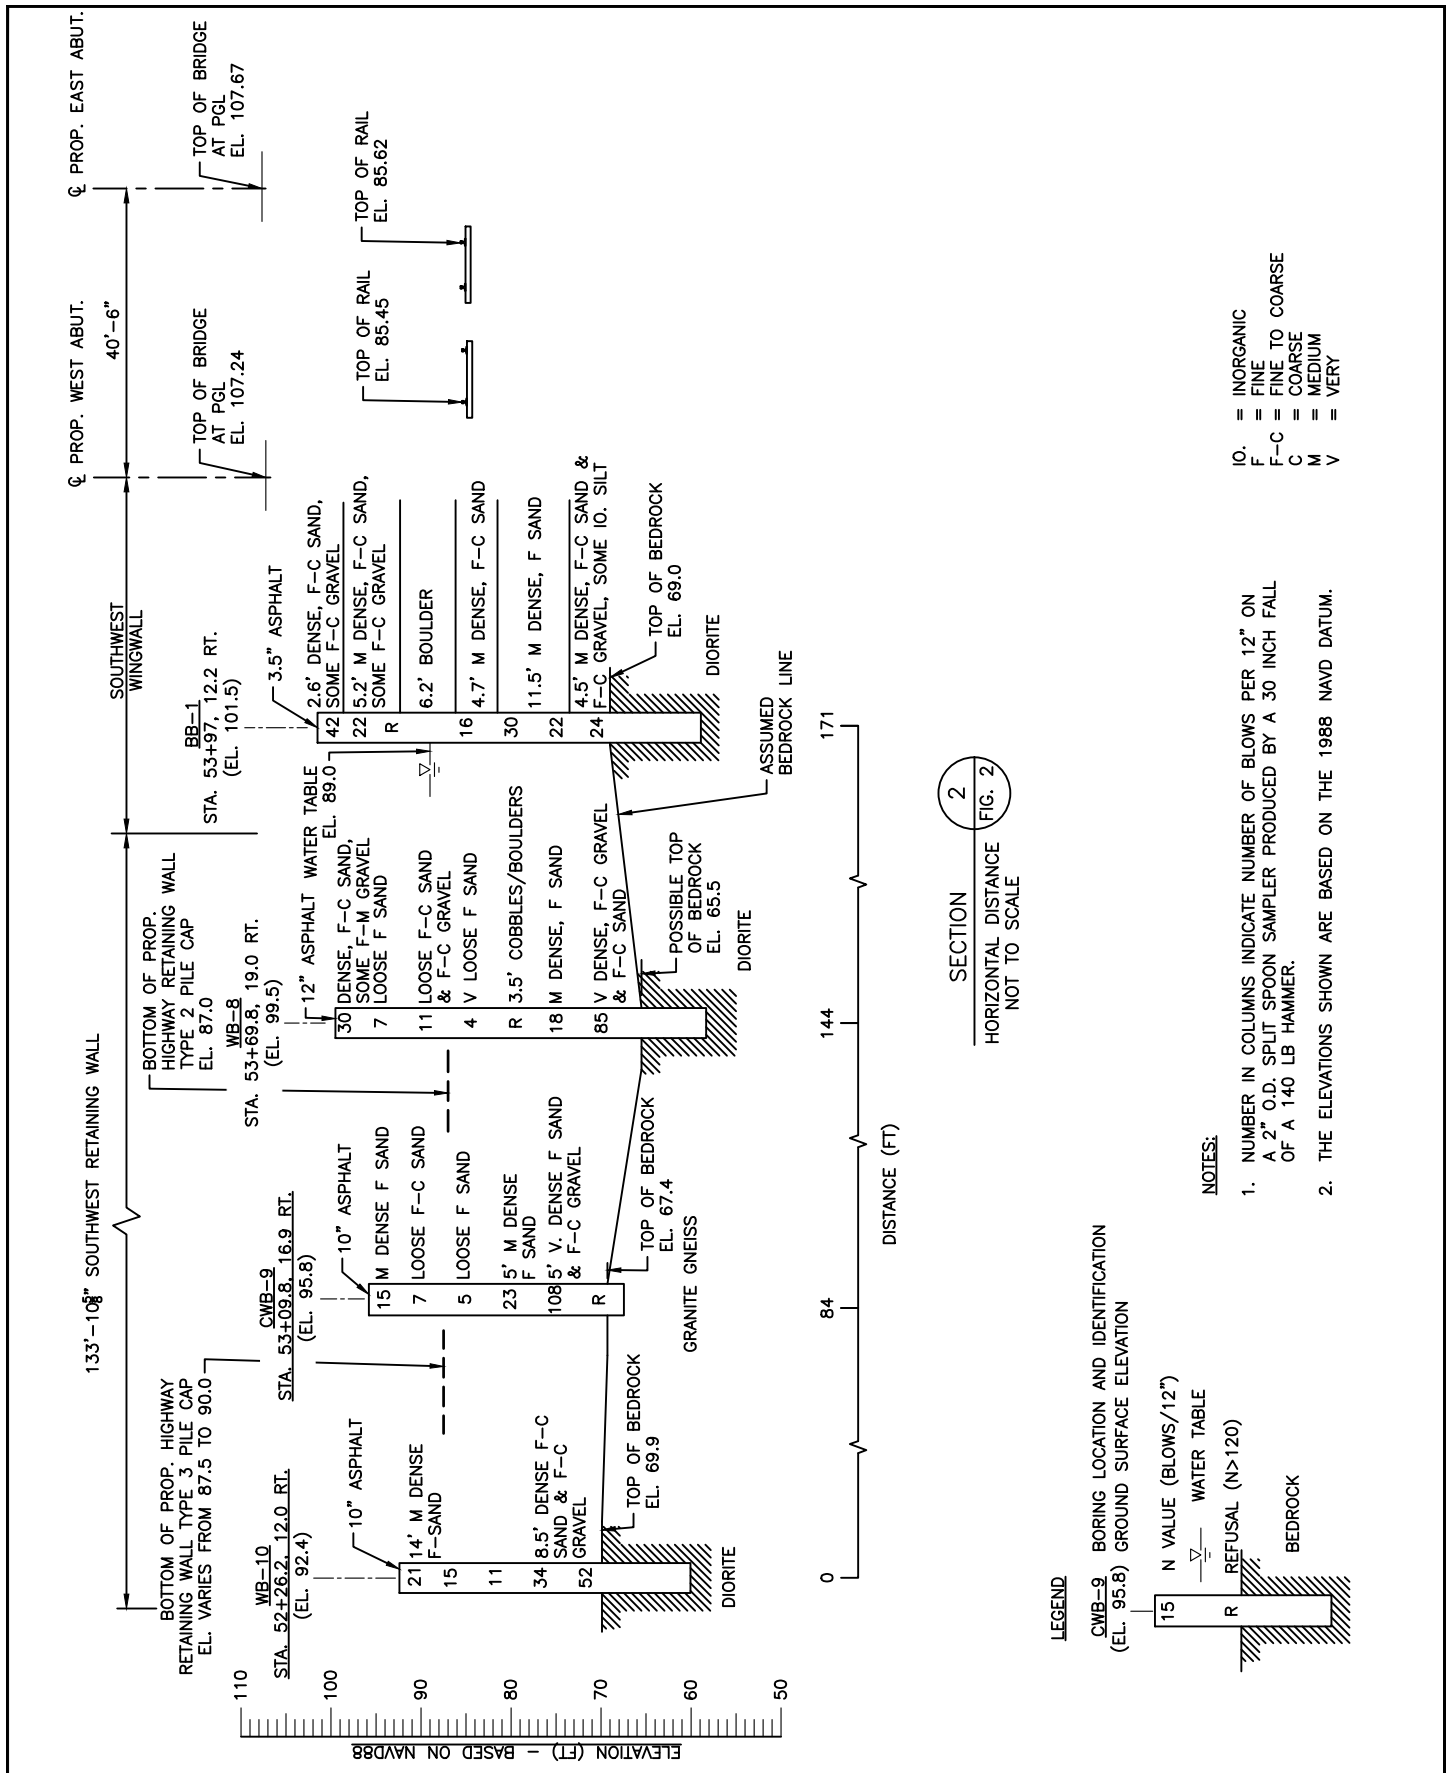 ℄ PROP. WEST ABUT.
℄ PROP. EAST ABUT.
133'-10⅝" SOUTHWEST RETAINING WALL
SOUTHWEST
WINGWALL
40'-6"
BOTTOM OF PROP. HIGHWAY
RETAINING WALL TYPE 3 PILE CAP
EL. VARIES FROM 87.5 TO 90.0
BOTTOM OF PROP.
HIGHWAY RETAINING WALL
TYPE 2 PILE CAP
EL. 87.0
TOP OF BRIDGE
AT PGL
EL. 107.24
TOP OF BRIDGE
AT PGL
EL. 107.67
WB-10
STA. 52+26.2, 12.0 RT.
(EL. 92.4)
CWB-9
STA. 53+09.8, 16.9 RT.
(EL. 95.8)
WB-8
STA. 53+69.8, 19.0 RT.
(EL. 99.5)
BB-1
STA. 53+97, 12.2 RT.
(EL. 101.5)
TOP OF RAIL
EL. 85.45
TOP OF RAIL
EL. 85.62
110
100
90
80
70
60
50
ELEVATION (FT) - BASED ON NAVD88
10" ASPHALT
21
14' M DENSE
F-SAND
15
11
34
8.5' DENSE F-C
SAND & F-C
GRAVEL
52
TOP OF BEDROCK
EL. 69.9
DIORITE
10" ASPHALT
15 M DENSE F SAND
7 LOOSE F-C SAND
5 LOOSE F SAND
23 5' M DENSE
F SAND
108 5' V. DENSE F SAND
& F-C GRAVEL
R
TOP OF BEDROCK
EL. 67.4
GRANITE GNEISS
12" ASPHALT
30 DENSE, F-C SAND,
SOME F-M GRAVEL
7 LOOSE F SAND
11 LOOSE F-C SAND
& F-C GRAVEL
4 V LOOSE F SAND
R 3.5' COBBLES/BOULDERS
18 M DENSE, F SAND
85 V DENSE, F-C GRAVEL
& F-C SAND
POSSIBLE TOP
OF BEDROCK
EL. 65.5
DIORITE
WATER TABLE
EL. 89.0
3.5" ASPHALT
2.6' DENSE, F-C SAND,
42 SOME F-C GRAVEL
22 5.2' M DENSE, F-C SAND,
SOME F-C GRAVEL
R
6.2' BOULDER
16 4.7' M DENSE, F-C SAND
30
11.5' M DENSE, F SAND
22
4.5' M DENSE, F-C SAND &
24 F-C GRAVEL, SOME IO. SILT
TOP OF BEDROCK
EL. 69.0
DIORITE
ASSUMED
BEDROCK LINE
0
84
144
171
DISTANCE (FT)
SECTION
2
FIG. 2
HORIZONTAL DISTANCE
NOT TO SCALE
LEGEND
CWB-9 BORING LOCATION AND IDENTIFICATION
(EL. 95.8) GROUND SURFACE ELEVATION
15 N VALUE (BLOWS/12")
WATER TABLE
R REFUSAL (N>120)
BEDROCK
NOTES:
1. NUMBER IN COLUMNS INDICATE NUMBER OF BLOWS PER 12" ON
A 2" O.D. SPLIT SPOON SAMPLER PRODUCED BY A 30 INCH FALL
OF A 140 LB HAMMER.
2. THE ELEVATIONS SHOWN ARE BASED ON THE 1988 NAVD DATUM.
IO. = INORGANIC
F = FINE
F-C = FINE TO COARSE
C = COARSE
M = MEDIUM
V = VERY